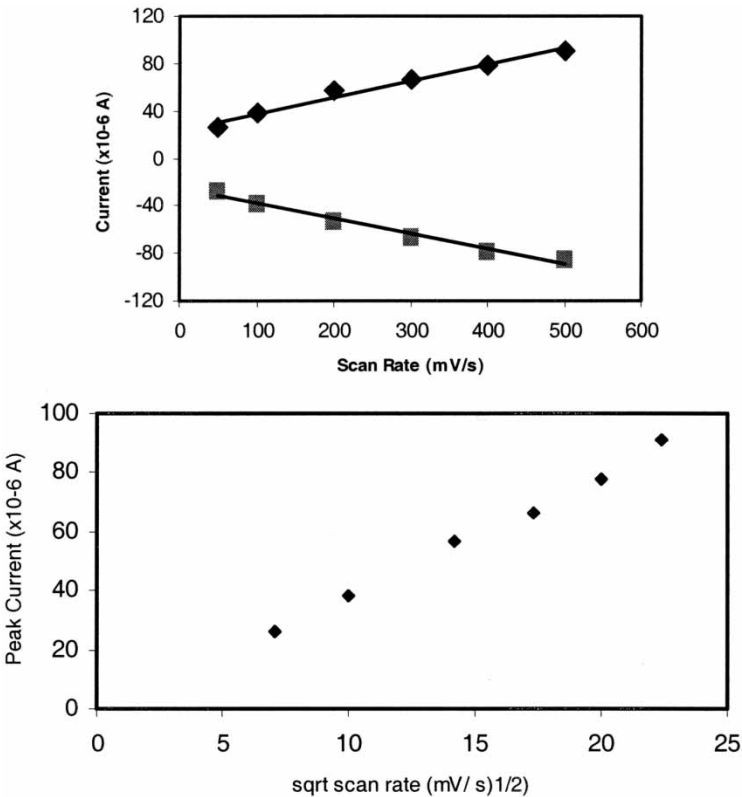 120
80
40
0
-40
-80
-120
Current (x10-6 A)
0 100 200 300 400 500 600
Scan Rate (mV/s)
100
80
60
40
20
0
Peak Current (x10-6 A)
0 5 10 15 20 25
sqrt scan rate (mV/ s)1/2)